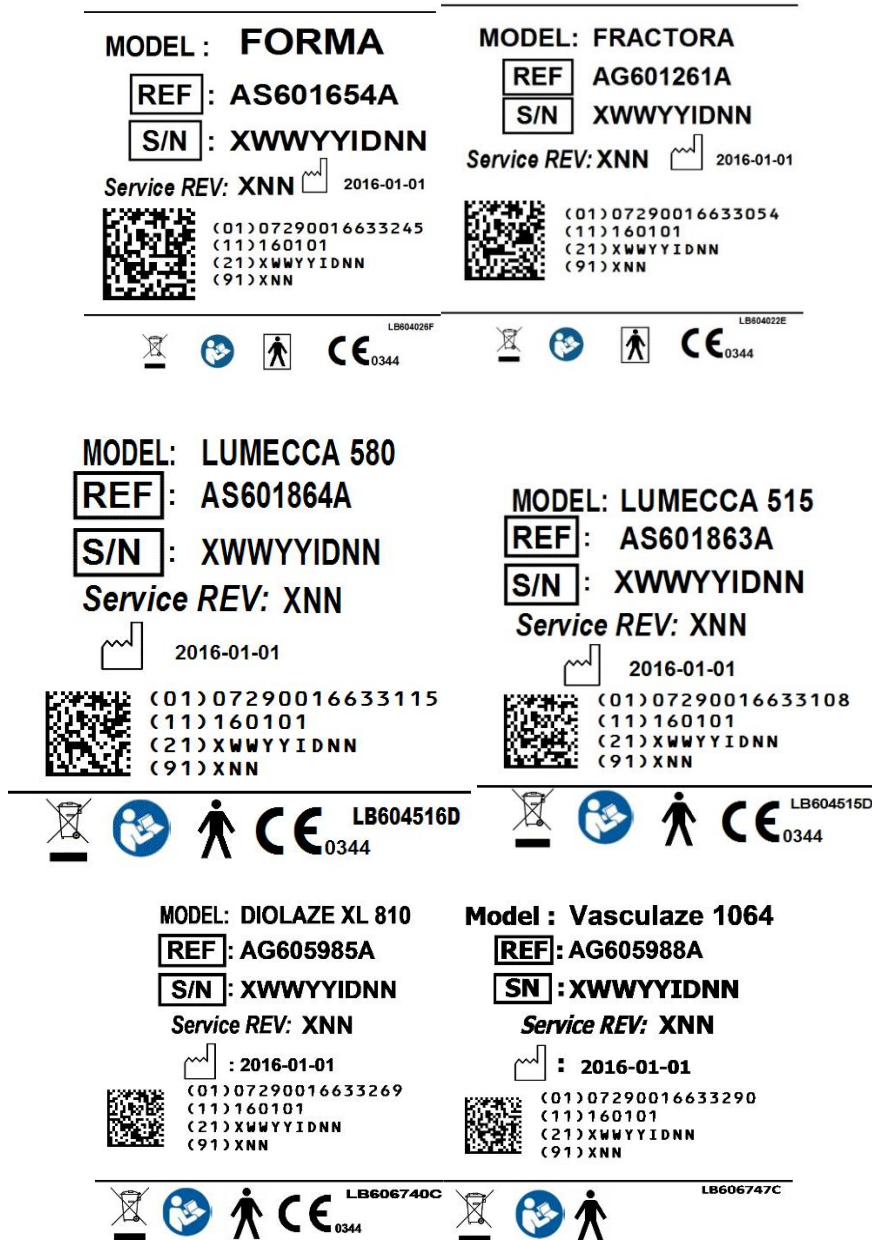 MODEL : FORMA
REF : AS601654A
S/N : XWWYYIDNN
Service REV: XNN 2016-01-01
(01)07290016633245
(11)160101
(21)XWWYYIDNN
(91)XNN
LB604026F
CE 0344
MODEL: FRACTORA
REF AG601261A
S/N XWWYYIDNN
Service REV: XNN 2016-01-01
(01)07290016633054
(11)160101
(21)XWWYYIDNN
(91)XNN
LB604022E
CE 0344
MODEL: LUMECCA 580
REF : AS601864A
S/N : XWWYYIDNN
Service REV: XNN
2016-01-01
(01)07290016633115
(11)160101
(21)XWWYYIDNN
(91)XNN
CE 0344 LB604516D
MODEL: LUMECCA 515
REF : AS601863A
S/N : XWWYYIDNN
Service REV: XNN
2016-01-01
(01)07290016633108
(11)160101
(21)XWWYYIDNN
(91)XNN
CE 0344 LB604515D
MODEL: DIOLAZE XL 810
REF : AG605985A
S/N : XWWYYIDNN
Service REV: XNN
: 2016-01-01
(01)07290016633269
(11)160101
(21)XWWYYIDNN
(91)XNN
CE 0344 LB606740C
Model : Vasculaze 1064
REF : AG605988A
SN : XWWYYIDNN
Service REV: XNN
: 2016-01-01
(01)07290016633290
(11)160101
(21)XWWYYIDNN
(91)XNN
LB606747C